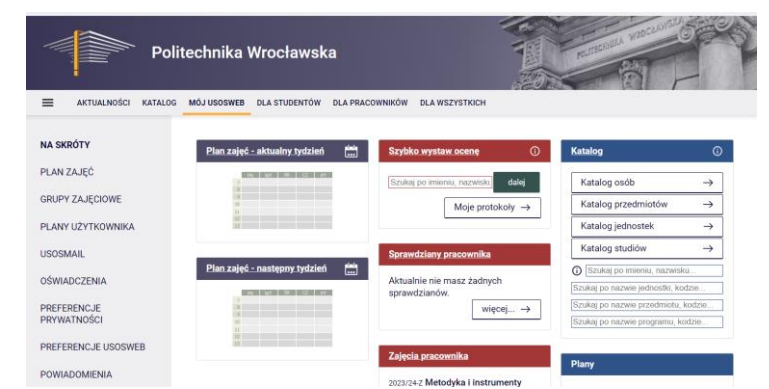 Politechnika Wrocławska
POLITECHNIKA WROCŁAWSKA
AKTUALNOŚCI KATALOG MÓJ USOSWEB DLA STUDENTÓW DLA PRACOWNIKÓW DLA WSZYSTKICH
NA SKRÓTY
PLAN ZAJĘĆ
GRUPY ZAJĘCIOWE
PLANY UŻYTKOWNIKA
USOSMAIL
OŚWIADCZENIA
PREFERENCJE
PRYWATNOŚCI
PREFERENCJE USOSWEB
POWIADOMIENIA
Plan zajęć - aktualny tydzień
Plan zajęć - następny tydzień
Szybko wystaw ocenę
Szukaj po imieniu, nazwisku dalej
Moje protokoły →
Sprawdziany pracownika
Aktualnie nie masz żadnych
sprawdzianów.
więcej... →
Zajęcia pracownika
2023/24-Z Metodyka i instrumenty
Katalog
Katalog osób →
Katalog przedmiotów →
Katalog jednostek →
Katalog studiów →
Szukaj po imieniu, nazwisku...
Szukaj po nazwie jednostki, kodzie...
Szukaj po nazwie przedmiotu, kodzie...
Szukaj po nazwie programu, kodzie...
Plany